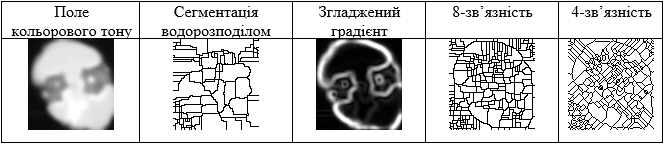 Поле
кольорового тону
Сегментація
водорозподілом
Згладжений
градієнт
8-зв’язність
4-зв’язність